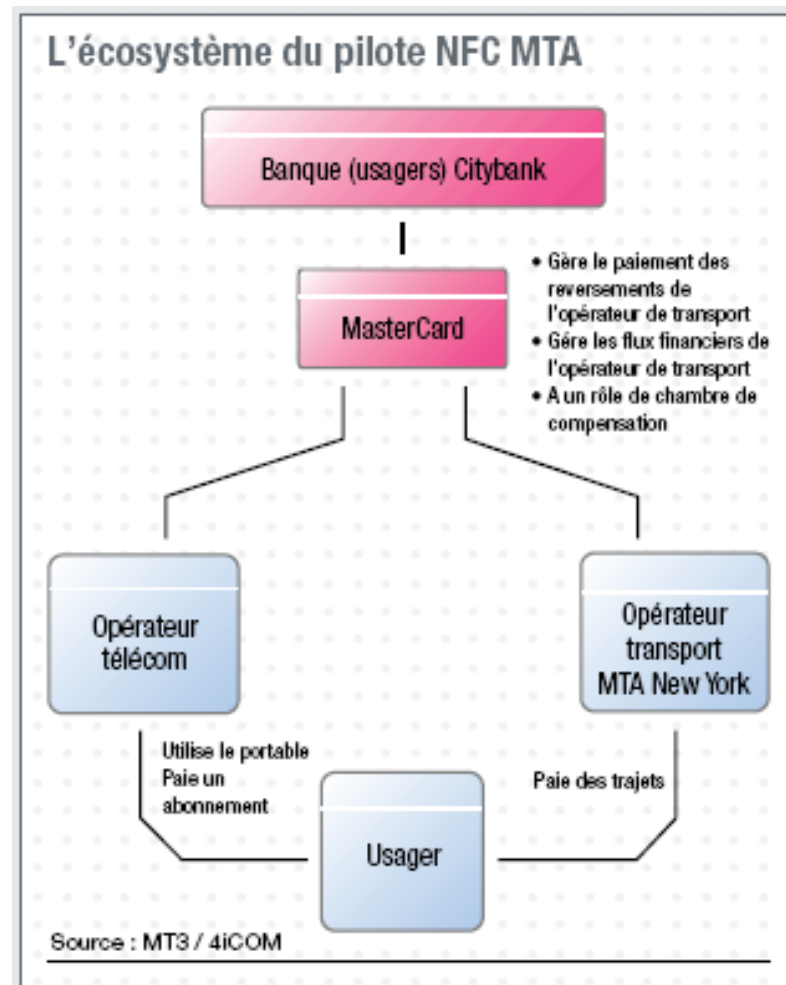 L'écosystème du pilote NFC MTA
Banque (usagers) Citybank
MasterCard
• Gère le paiement des
reversements de
l'opérateur de transport
• Gére les flux financiers de
l'opérateur de transport
• A un rôle de chambre de
compensation
Opérateur
télécom
Opérateur
transport
MTA New York
Utilise le portable
Paie un
abonnement
Paie des trajets
Usager
Source : MT3 / 4iCOM